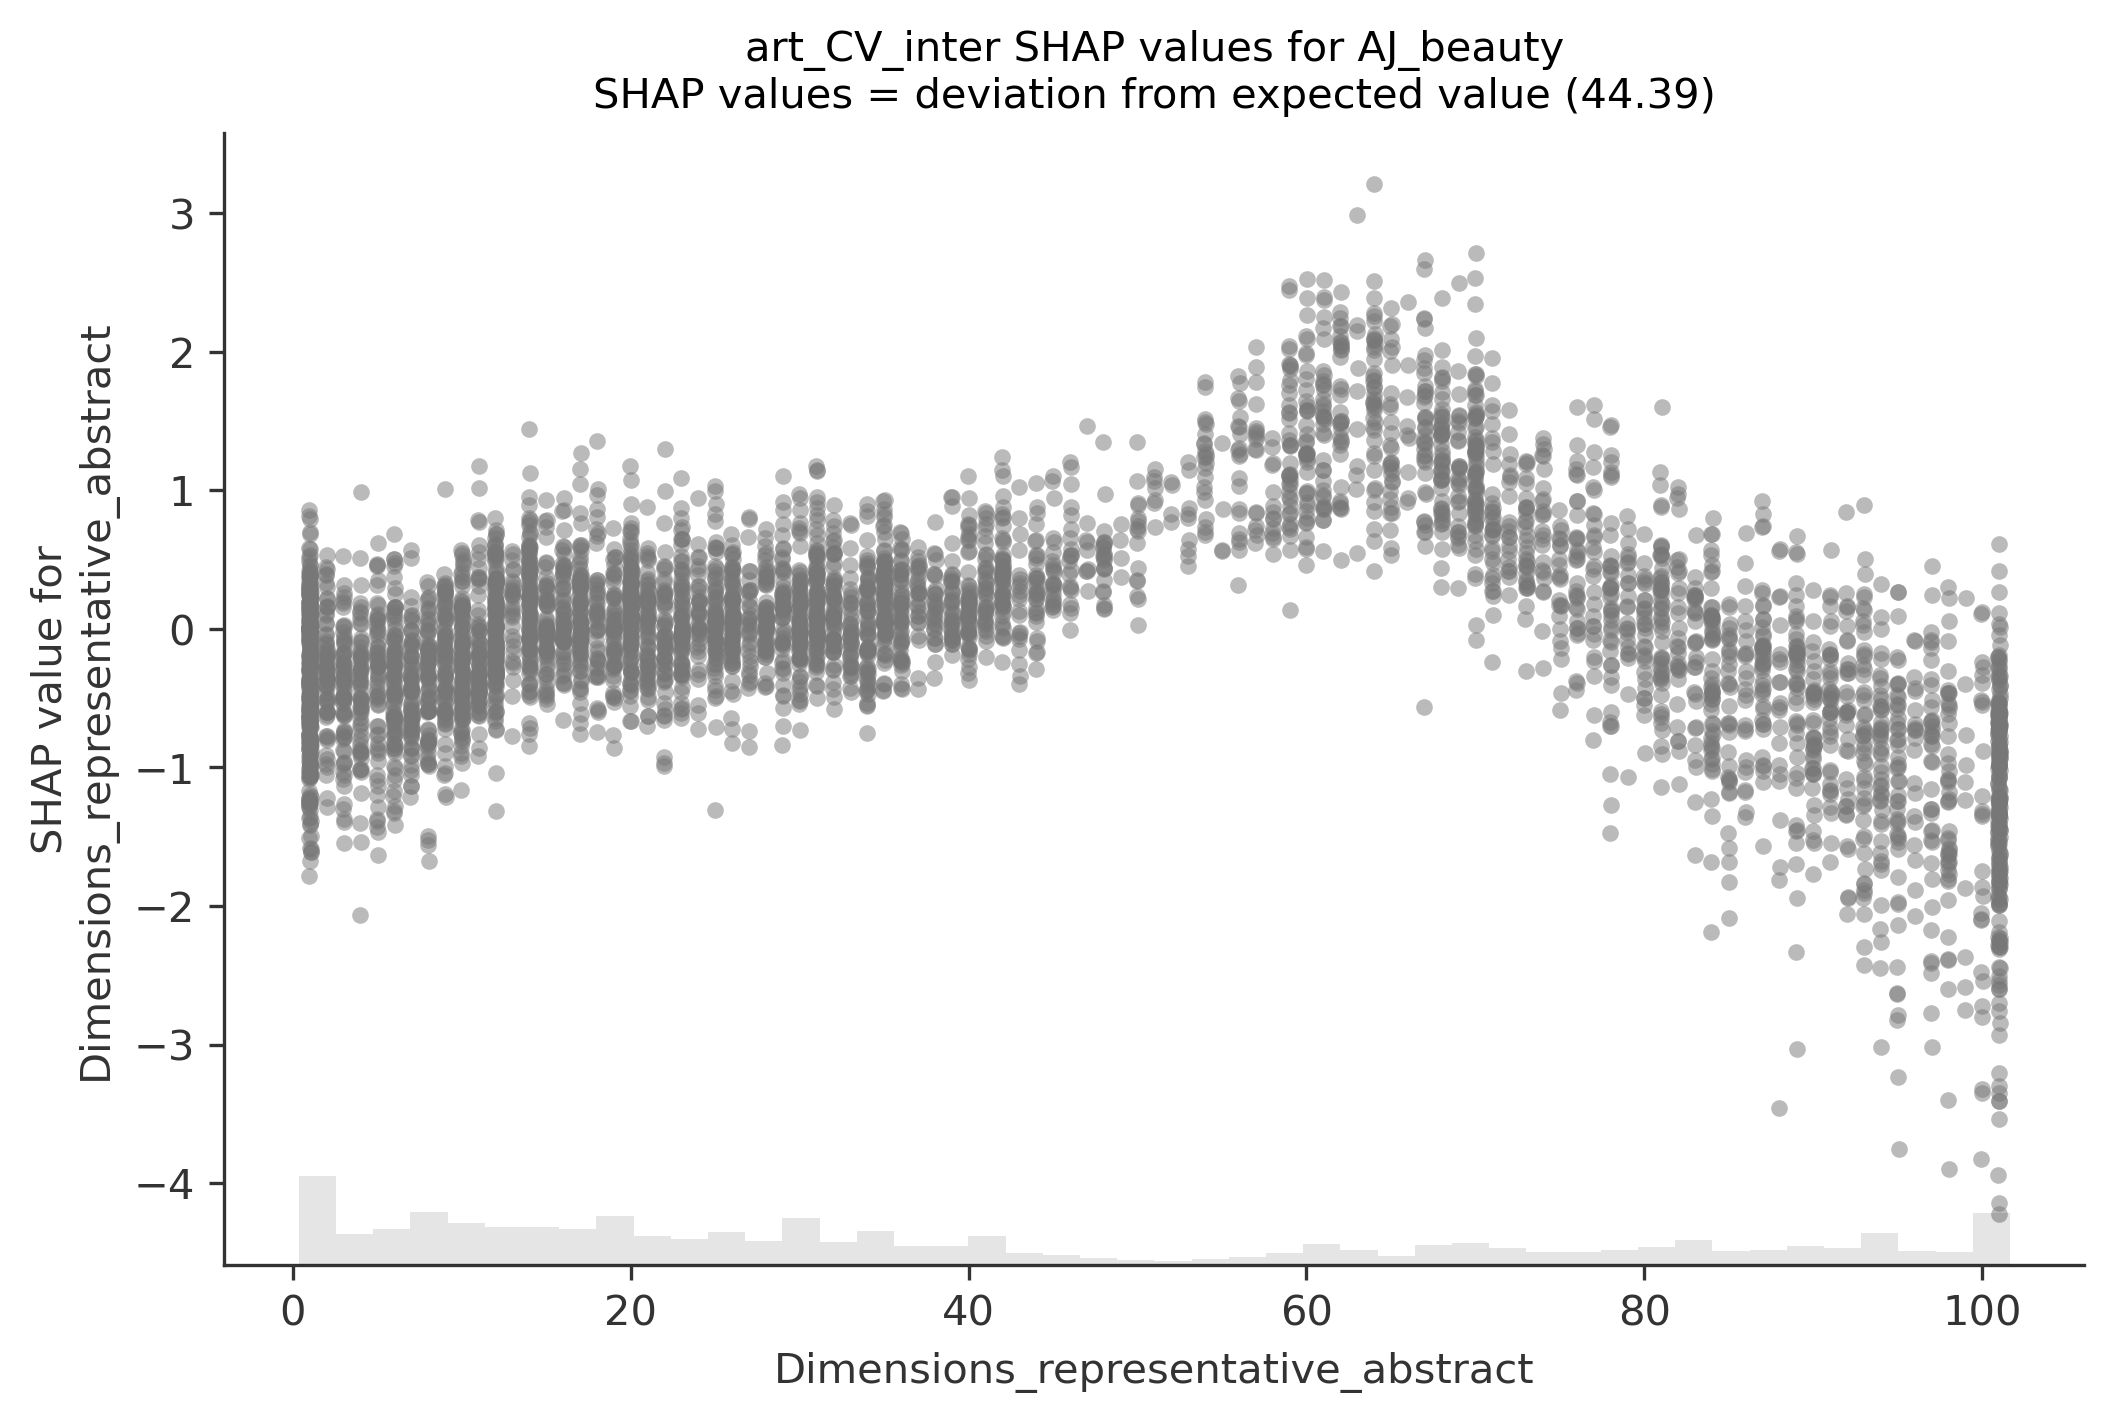 art_CV_inter SHAP values for AJ_beauty
SHAP values = deviation from expected value (44.39)
SHAP value for
Dimensions_representative_abstract
3
2
1
0
−1
−2
−3
−4
0
20
40
60
80
100
Dimensions_representative_abstract